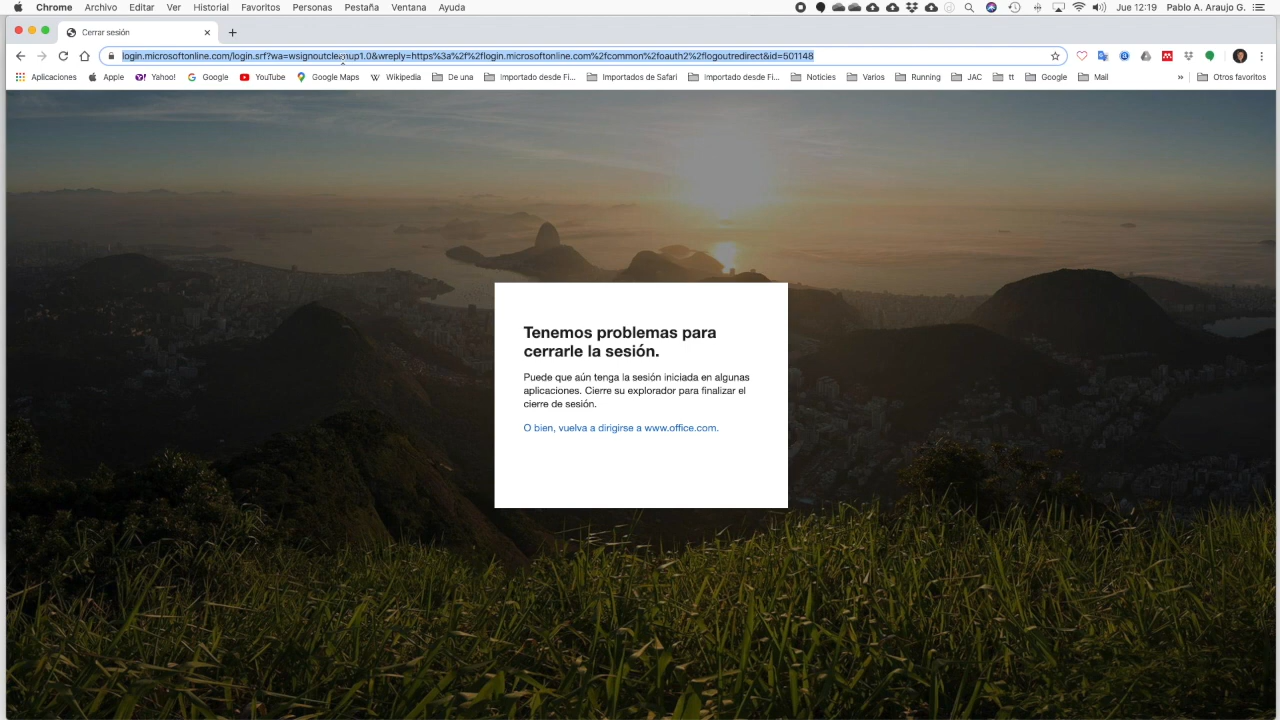 Chrome Archivo Editar Ver Historial Favoritos Personas Pestaña Ventana Ayuda Jue 12:19 Pablo A. Araujo G.
Cerrar sesión
login.microsoftonline.com/login.srf?wa=wsignoutcleanup1.0&wreply=https%3a%2f%2flogin.microsoftonline.com%2fcommon%2foauth2%2flogoutredirect&id=501148
Aplicaciones Apple Yahoo! Google YouTube Google Maps Wikipedia De una Importado desde Fi... Importados de Safari Importado desde Fi... Noticies Varios Running JAC tt Google Mail » Otros favoritos
Tenemos problemas para
cerrarle la sesión.
Puede que aún tenga la sesión iniciada en algunas
aplicaciones. Cierre su explorador para finalizar el
cierre de sesión.
O bien, vuelva a dirigirse a www.office.com.